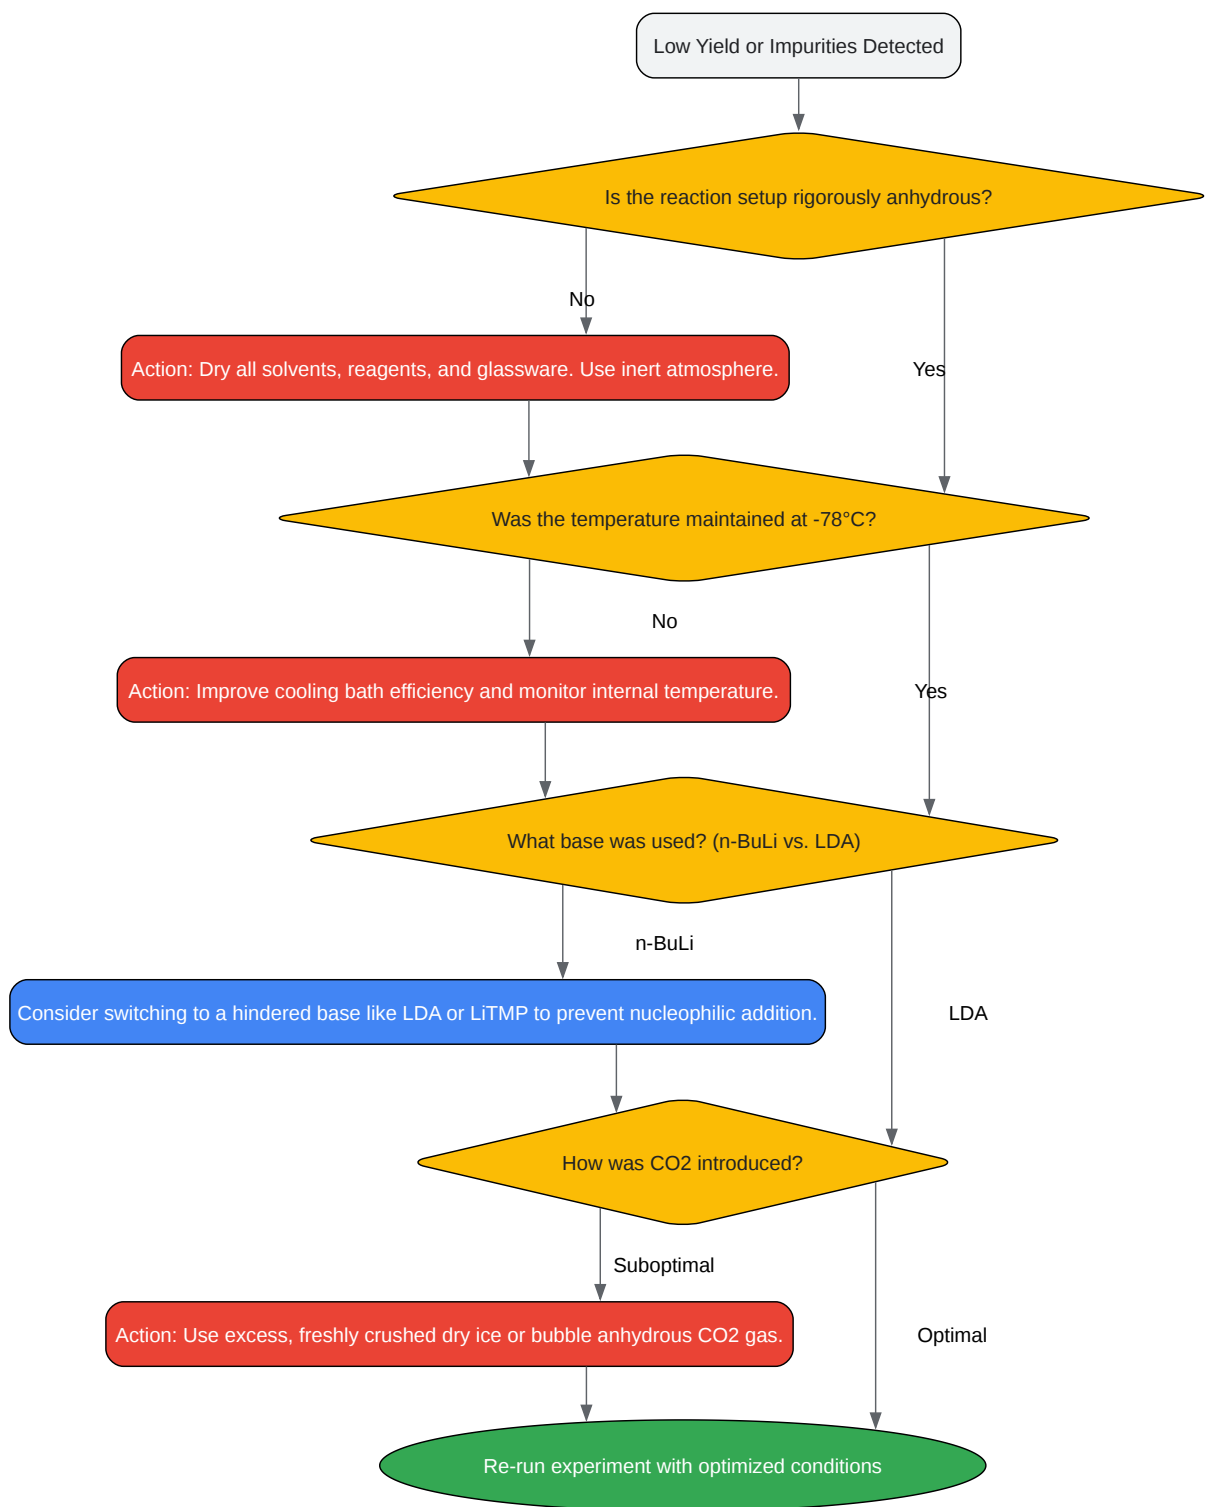 Low Yield or Impurities Detected
Is the reaction setup rigorously anhydrous?
No
Action: Dry all solvents, reagents, and glassware. Use inert atmosphere.
Yes
Was the temperature maintained at -78°C?
No
Action: Improve cooling bath efficiency and monitor internal temperature.
Yes
What base was used? (n-BuLi vs. LDA)
n-BuLi
Consider switching to a hindered base like LDA or LiTMP to prevent nucleophilic addition.
LDA
How was CO2 introduced?
Suboptimal
Action: Use excess, freshly crushed dry ice or bubble anhydrous CO2 gas.
Optimal
Re-run experiment with optimized conditions